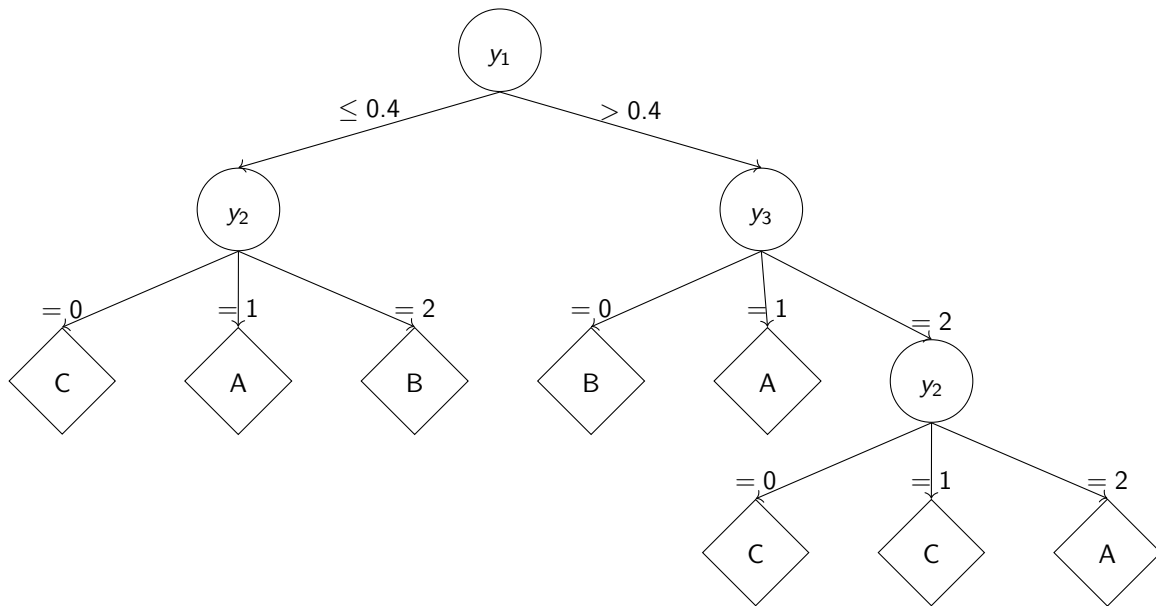 y₁
≤ 0.4
> 0.4
y₂
y₃
= 0
= 1
= 2
= 0
= 1
= 2
C
A
B
B
A
y₂
= 0
= 1
= 2
C
C
A